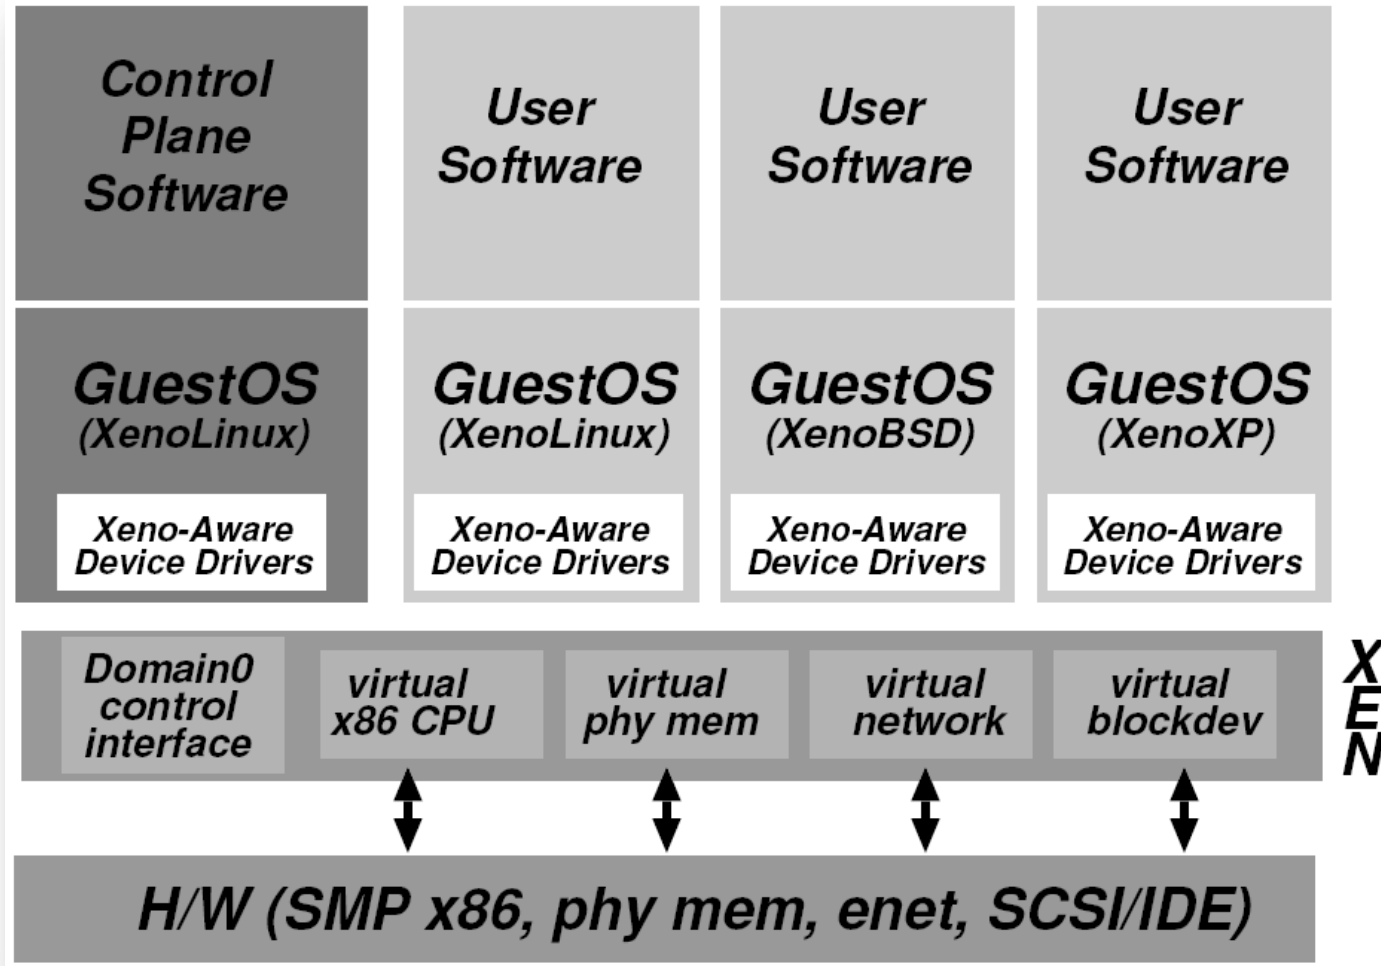 Control
Plane
Software
User
Software
User
Software
User
Software
GuestOS
(XenoLinux)
Xeno-Aware
Device Drivers
GuestOS
(XenoLinux)
Xeno-Aware
Device Drivers
GuestOS
(XenoBSD)
Xeno-Aware
Device Drivers
GuestOS
(XenoXP)
Xeno-Aware
Device Drivers
Domain0
control
interface
virtual
x86 CPU
virtual
phy mem
virtual
network
virtual
blockdev
X
E
N
H/W (SMP x86, phy mem, enet, SCSI/IDE)